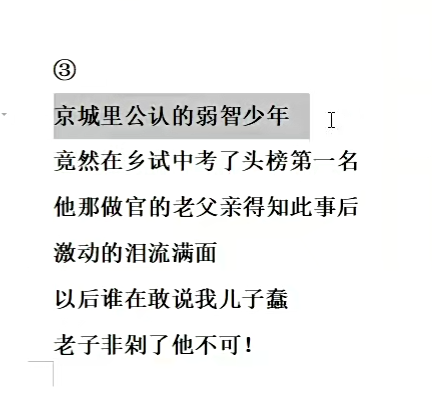 ③
京城里公认的弱智少年
竟然在乡试中考了头榜第一名
他那做官的老父亲得知此事后
激动的泪流满面
以后谁在敢说我儿子蠢
老子非剁了他不可！